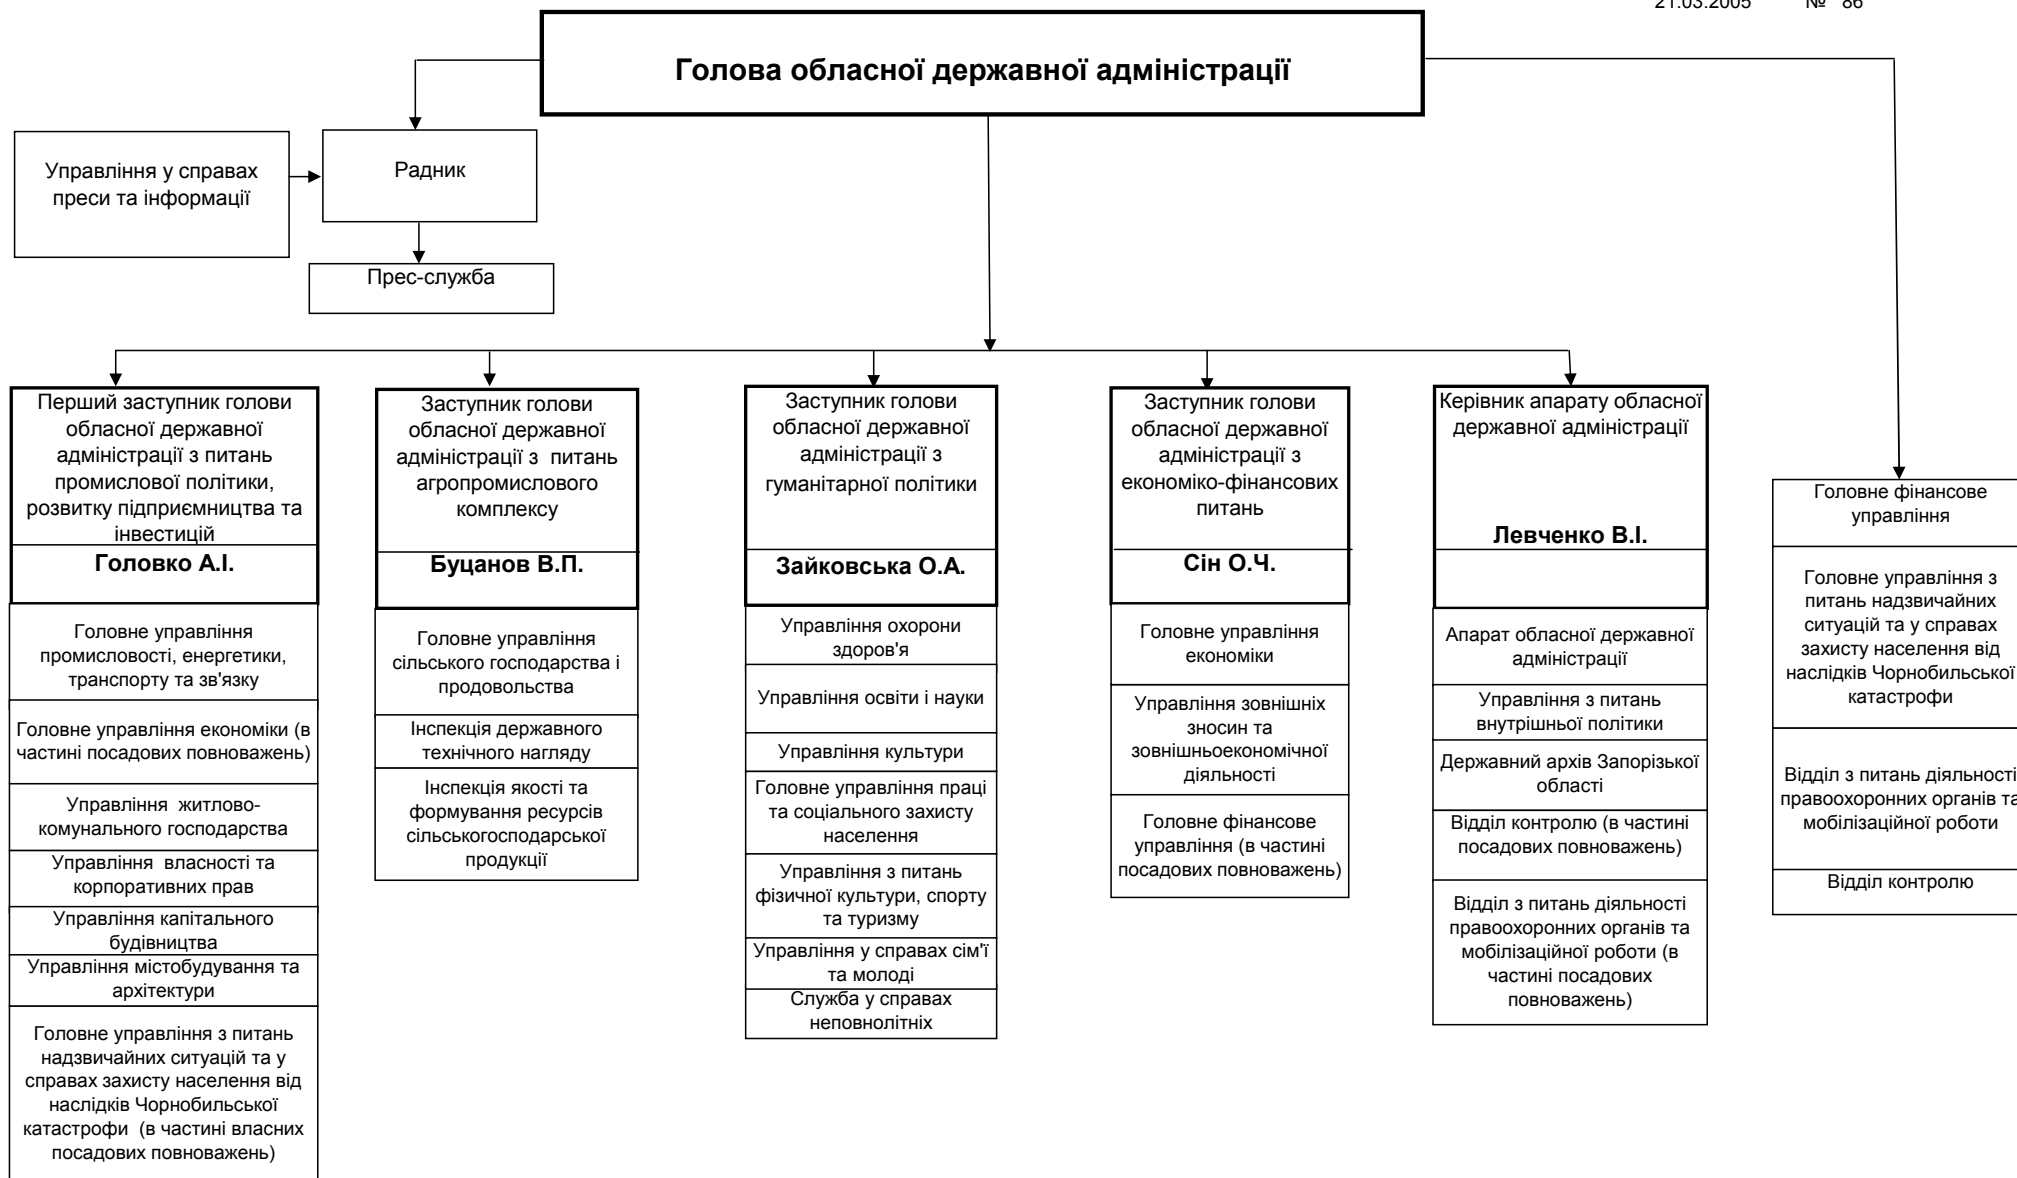 21.03.2005 № 86
Голова обласної державної адміністрації
Управління у справах
преси та інформації
Радник
Прес-служба
Перший заступник голови
обласної державної
адміністрації з питань
промислової політики,
розвитку підприємництва та
інвестицій
Головко А.І.
Головне управління
промисловості, енергетики,
транспорту та зв'язку
Головне управління економіки (в
частині посадових повноважень)
Управління житлово-
комунального господарства
Управління власності та
корпоративних прав
Управління капітального
будівництва
Управління містобудування та
архітектури
Головне управління з питань
надзвичайних ситуацій та у
справах захисту населення від
наслідків Чорнобильської
катастрофи (в частині власних
посадових повноважень)
Заступник голови
обласної державної
адміністрації з питань
агропромислового
комплексу
Буцанов В.П.
Головне управління
сільського господарства і
продовольства
Інспекція державного
технічного нагляду
Інспекція якості та
формування ресурсів
сільськогосподарської
продукції
Заступник голови
обласної державної
адміністрації з
гуманітарної політики
Зайковська О.А.
Управління охорони
здоров'я
Управління освіти і науки
Управління культури
Головне управління праці
та соціального захисту
населення
Управління з питань
фізичної культури, спорту
та туризму
Управління у справах сім'ї
та молоді
Служба у справах
неповнолітніх
Заступник голови
обласної державної
адміністрації з
економіко-фінансових
питань
Сін О.Ч.
Головне управління
економіки
Управління зовнішніх
зносин та
зовнішньоекономічної
діяльності
Головне фінансове
управління (в частині
посадових повноважень)
Керівник апарату обласної
державної адміністрації
Левченко В.І.
Апарат обласної державної
адміністрації
Управління з питань
внутрішньої політики
Державний архів Запорізької
області
Відділ контролю (в частині
посадових повноважень)
Відділ з питань діяльності
правоохоронних органів та
мобілізаційної роботи (в
частині посадових
повноважень)
Головне фінансове
управління
Головне управління з
питань надзвичайних
ситуацій та у справах
захисту населення від
наслідків Чорнобильської
катастрофи
Відділ з питань діяльності
правоохоронних органів та
мобілізаційної роботи
Відділ контролю